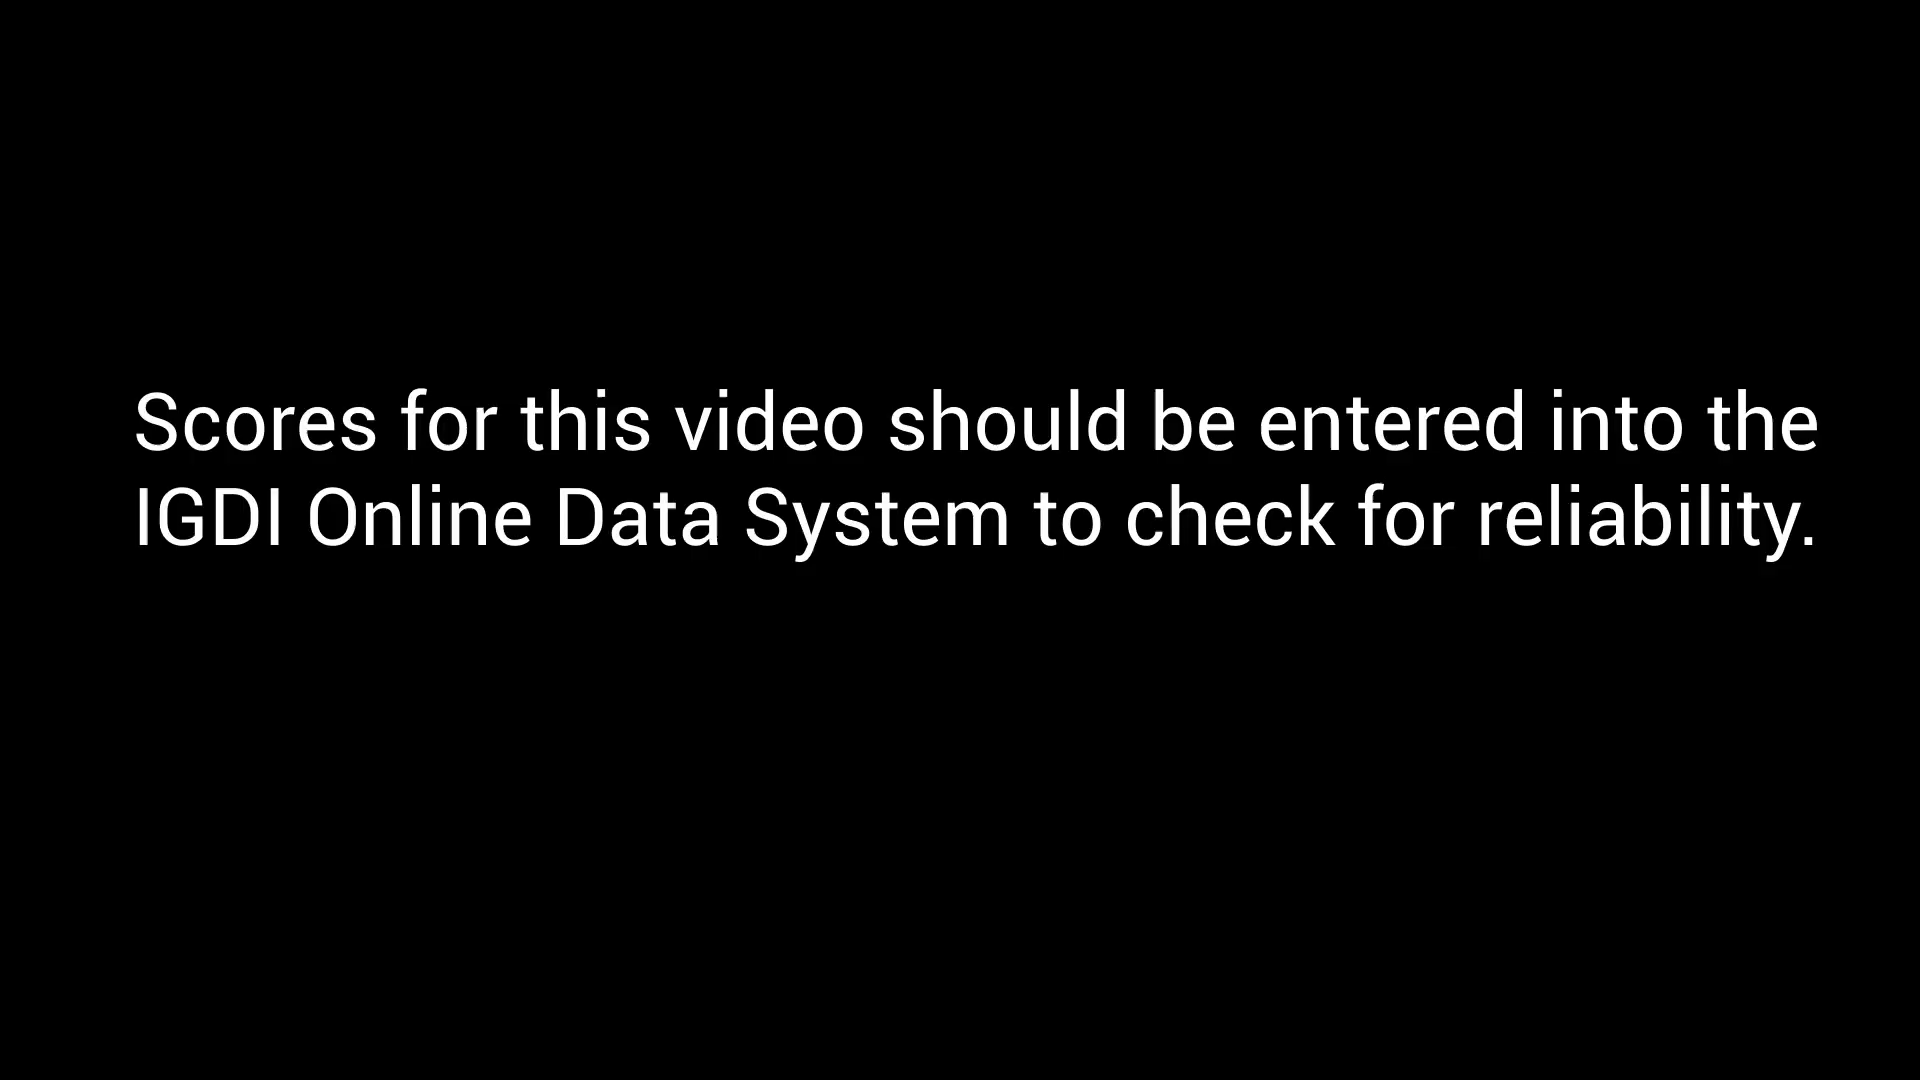 Scores for this video should be entered into the
IGDI Online Data System to check for reliability.